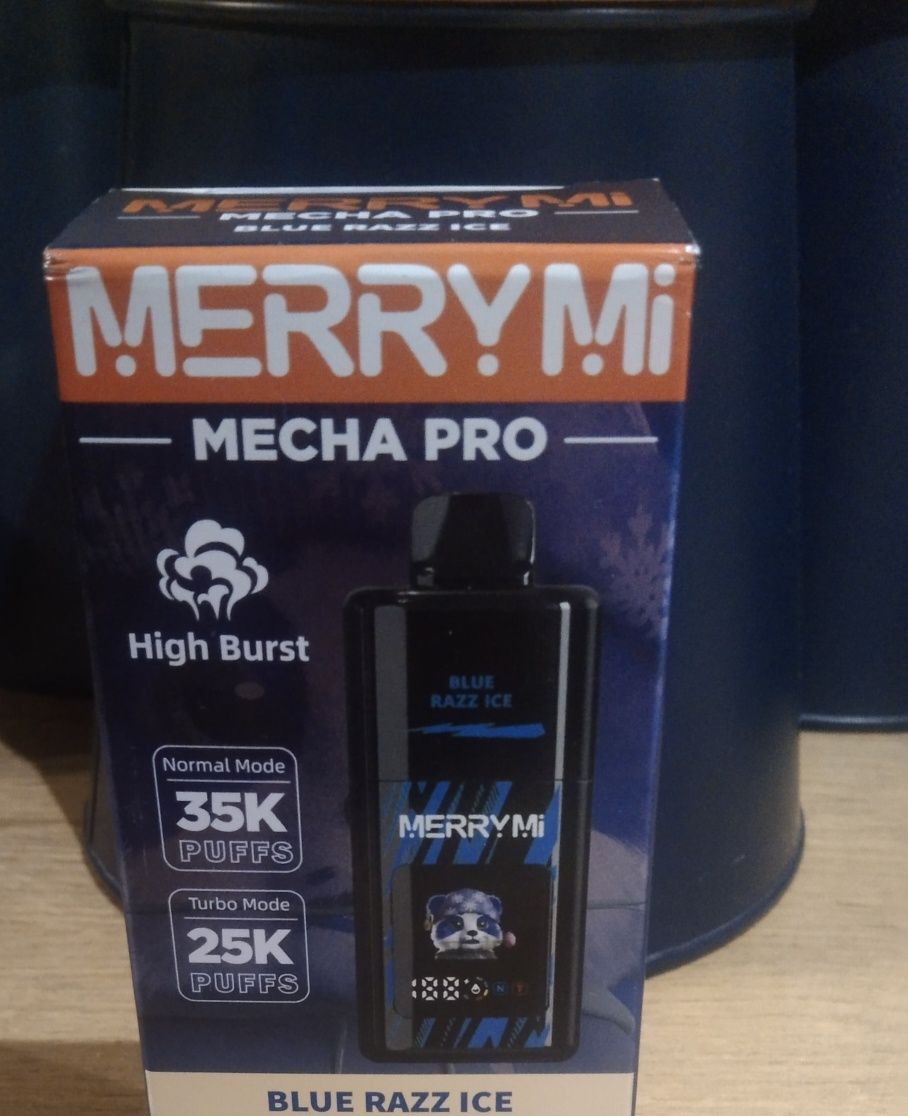 MERRYMi
MECHA PRO
BLUE RAZZ ICE
MERRYMi
MECHA PRO
High Burst
BLUE
RAZZ ICE
Normal Mode
35K
PUFFS
MERRYMi
Turbo Mode
25K
PUFFS
188
N T
BLUE RAZZ ICE